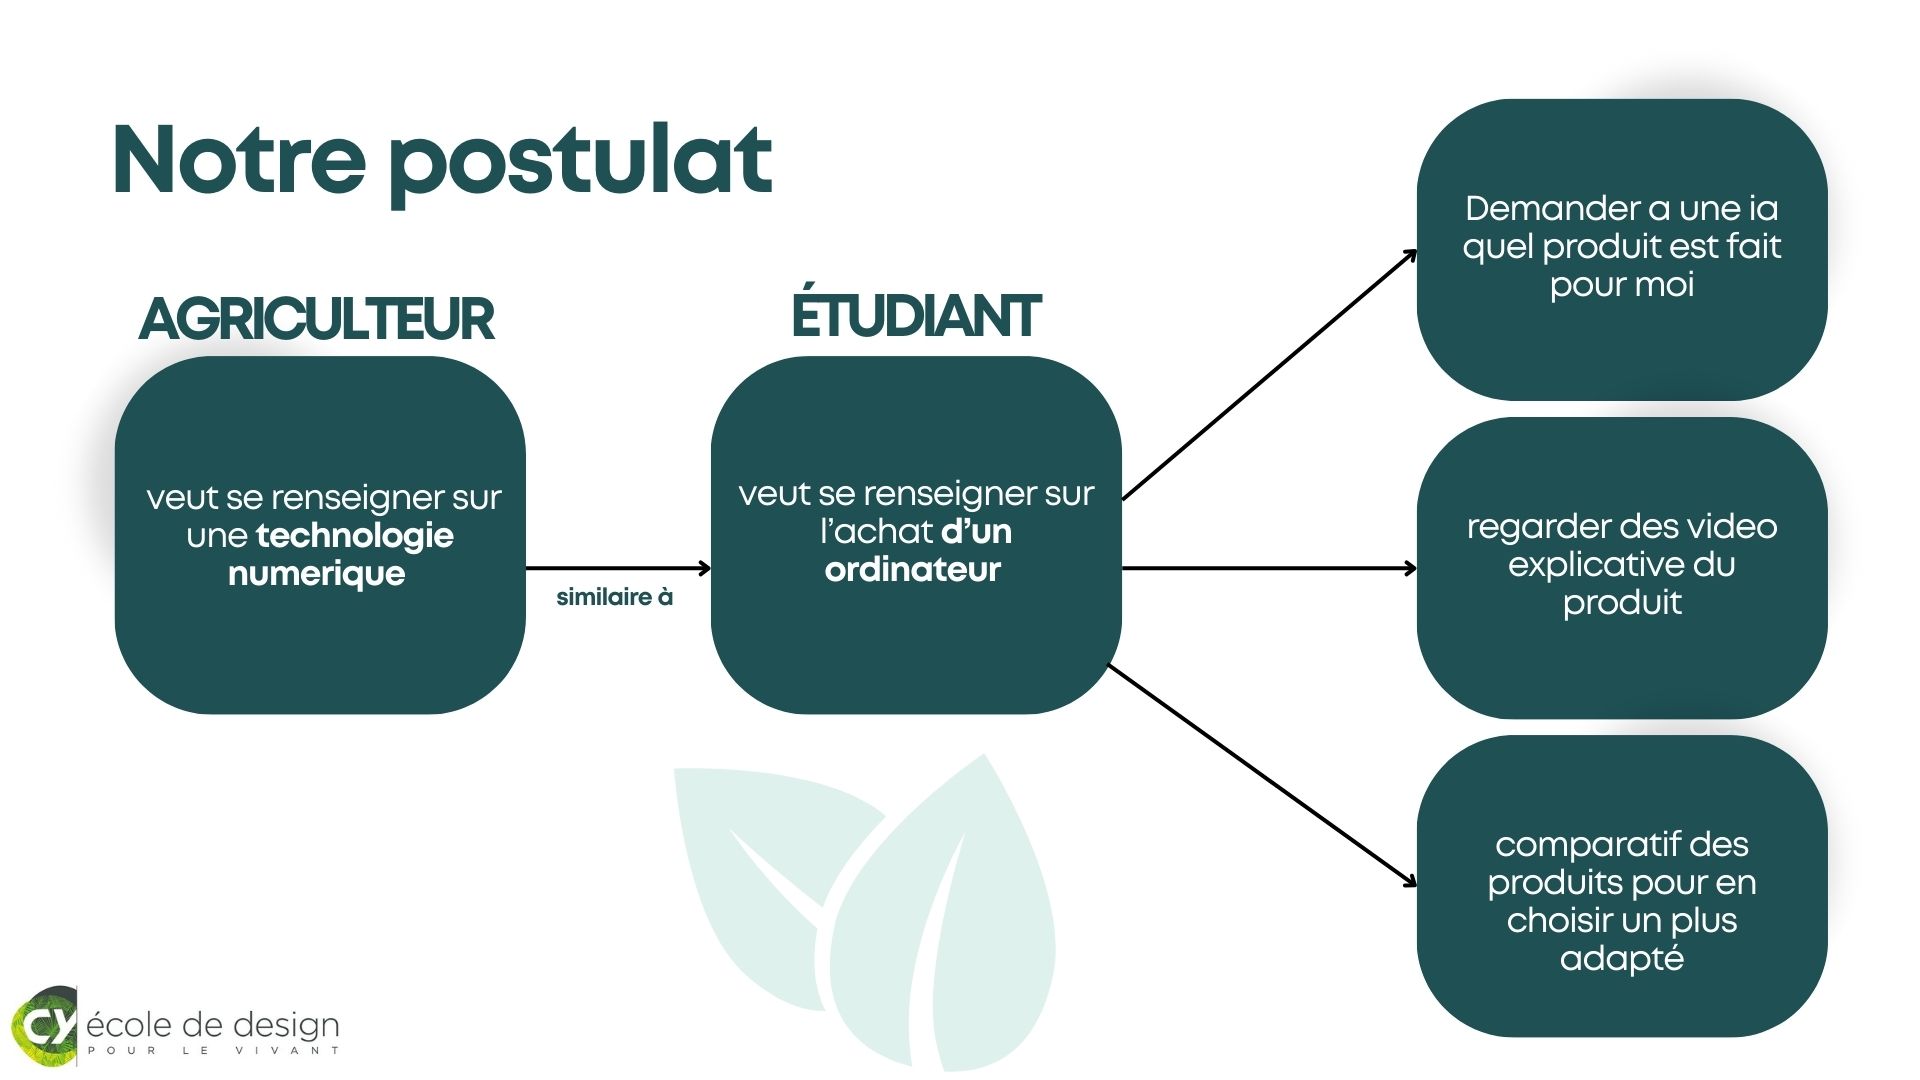 Notre postulat
AGRICULTEUR
veut se renseigner sur
une technologie
numerique
similaire à
ÉTUDIANT
veut se renseigner sur
l’achat d’un
ordinateur
Demander a une ia
quel produit est fait
pour moi
regarder des video
explicative du
produit
comparatif des
produits pour en
choisir un plus
adapté
CY école de design
POUR LE VIVANT